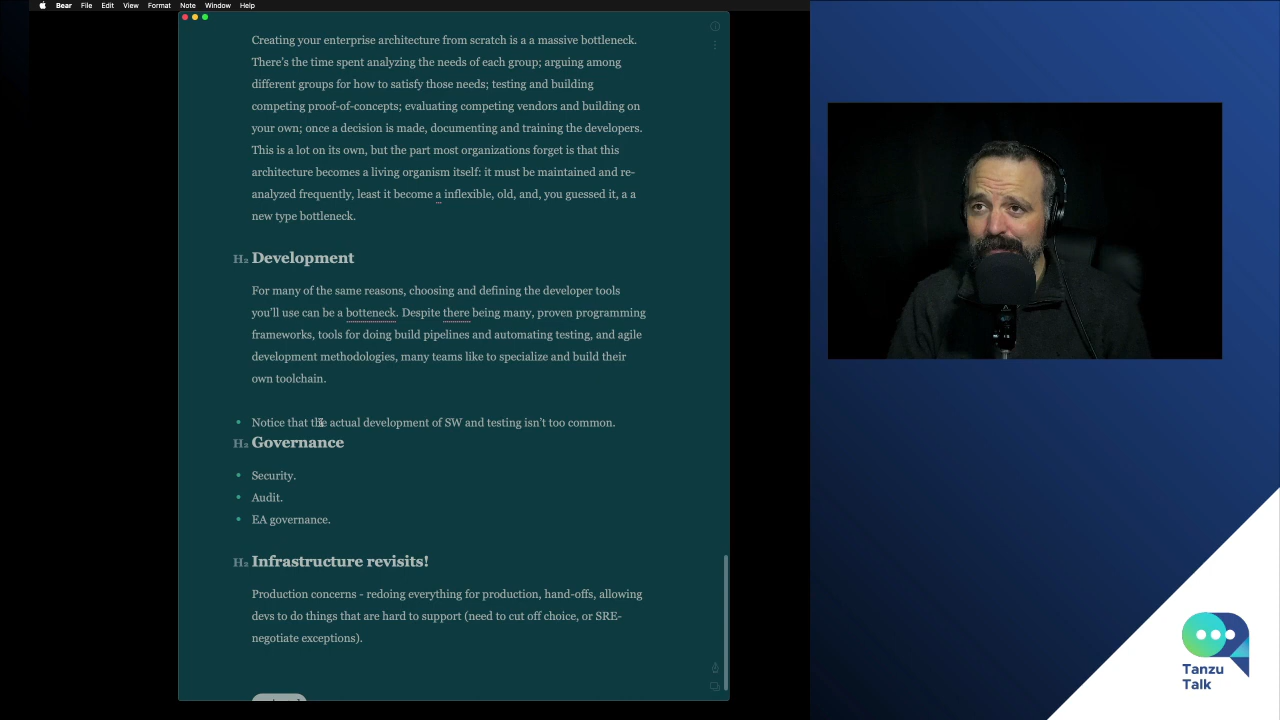 Bear File Edit View Format Note Window Help
Creating your enterprise architecture from scratch is a a massive bottleneck.
There's the time spent analyzing the needs of each group; arguing among
different groups for how to satisfy those needs; testing and building
competing proof-of-concepts; evaluating competing vendors and building on
your own; once a decision is made, documenting and training the developers.
This is a lot on its own, but the part most organizations forget is that this
architecture becomes a living organism itself: it must be maintained and re-
analyzed frequently, least it become a inflexible, old, and, you guessed it, a a
new type bottleneck.
H2 Development
For many of the same reasons, choosing and defining the developer tools
you'll use can be a botteneck. Despite there being many, proven programming
frameworks, tools for doing build pipelines and automating testing, and agile
development methodologies, many teams like to specialize and build their
own toolchain.
• Notice that the actual development of SW and testing isn't too common.
H2 Governance
• Security.
• Audit.
• EA governance.
H2 Infrastructure revisits!
Production concerns - redoing everything for production, hand-offs, allowing
devs to do things that are hard to support (need to cut off choice, or SRE-
negotiate exceptions).
Tanzu
Talk